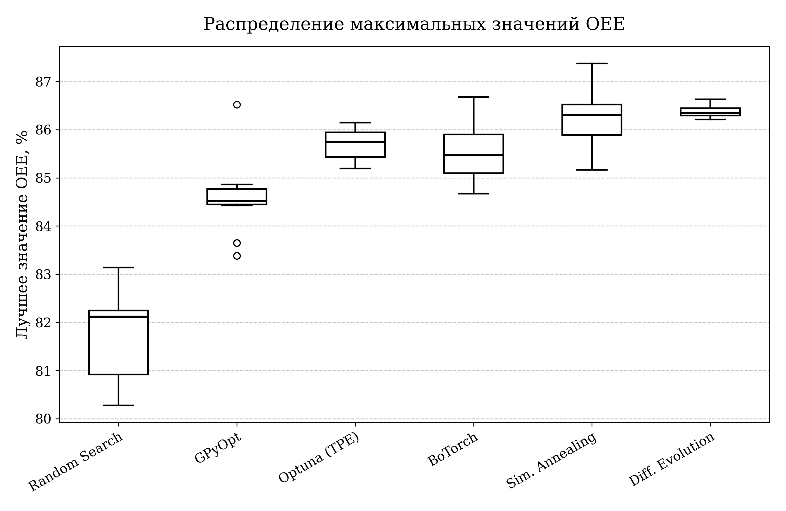 Распределение максимальных значений OEE
Лучшее значение OEE, %
87
86
85
84
83
82
81
80
Random Search
GPyOpt
Optuna (TPE)
BoTorch
Sim. Annealing
Diff. Evolution